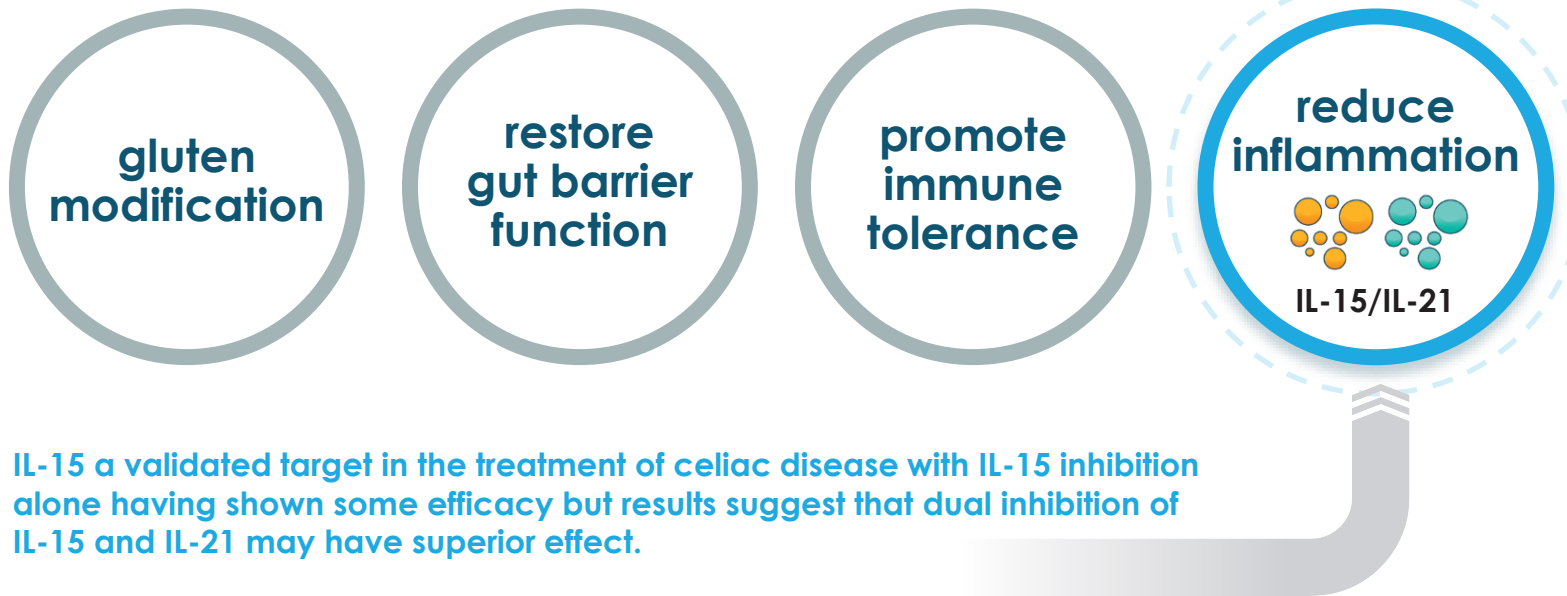 gluten
modification
restore
gut barrier
function
promote
immune
tolerance
reduce
inflammation
IL-15/IL-21
IL-15 a validated target in the treatment of celiac disease with IL-15 inhibition
alone having shown some efficacy but results suggest that dual inhibition of
IL-15 and IL-21 may have superior effect.